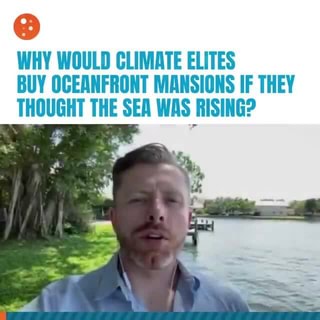 WHY WOULD CLIMATE ELITES
BUY OCEANFRONT MANSIONS IF THEY
THOUGHT THE SEA WAS RISING?